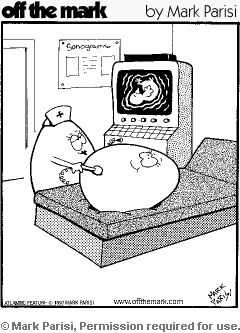 off the mark by Mark Parisi
Sonograms
MARK
PARISI
ATLANTIC FEATURE © 1997 MARK PARISI www.offthemark.com
© Mark Parisi, Permission required for use.